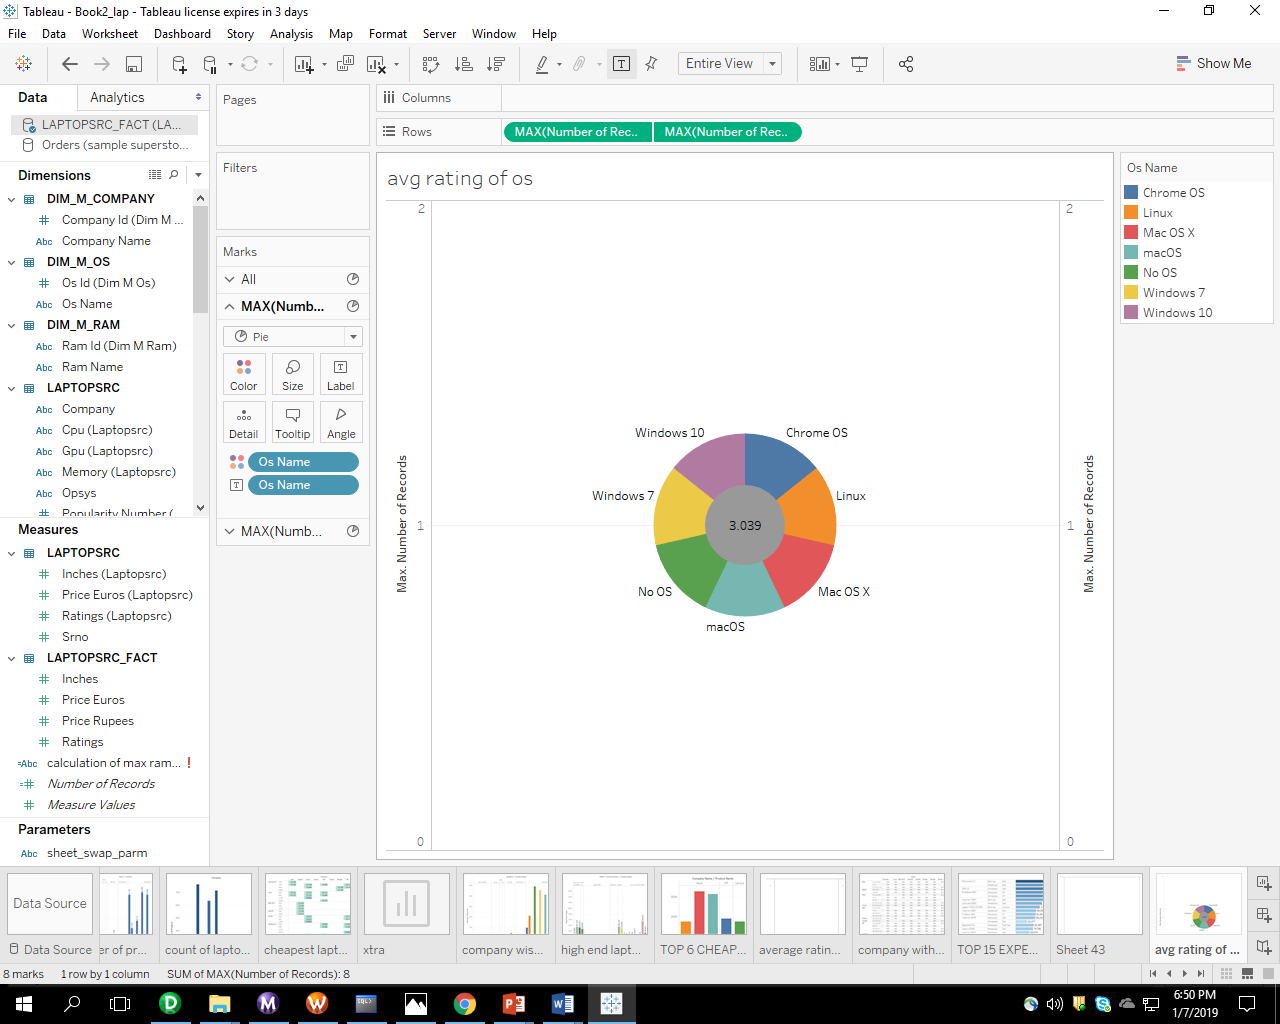 Tableau - Book2_lap - Tableau license expires in 3 days
File Data Worksheet Dashboard Story Analysis Map Format Server Window Help
Entire View
Show Me
Data Analytics
LAPTOPSRC_FACT (LA...
Orders (sample supersto...
Dimensions
DIM_M_COMPANY
Company Id (Dim M ...
Abc Company Name
DIM_M_OS
Os Id (Dim M Os)
Abc Os Name
DIM_M_RAM
Abc Ram Id (Dim M Ram)
Abc Ram Name
LAPTOPSRC
Abc Company
Abc Cpu (Laptopsrc)
Abc Gpu (Laptopsrc)
Abc Memory (Laptopsrc)
Abc Opsys
Popularity Number (
Measures
LAPTOPSRC
Inches (Laptopsrc)
Price Euros (Laptopsrc)
Ratings (Laptopsrc)
Srno
LAPTOPSRC_FACT
Inches
Price Euros
Price Rupees
Ratings
=Abc calculation of max ram... !
=# Number of Records
Measure Values
Parameters
Abc sheet_swap_parm
Pages
Filters
Marks
All
MAX(Numb...
Pie
Color Size Label
Detail Tooltip Angle
Os Name
Os Name
MAX(Numb...
Columns
Rows MAX(Number of Rec.. MAX(Number of Rec..
avg rating of os
2 2
Windows 10 Chrome OS
Windows 7 Linux
1 3.039 1
No OS Mac OS X
macOS
0 0
Max. Number of Records
Max. Number of Records
Os Name
Chrome OS
Linux
Mac OS X
macOS
No OS
Windows 7
Windows 10
Data Source
Data Source er of pr... count of lapto... cheapest lapt... xtra company wis... high end lapt... TOP 6 CHEAP... average ratin... company with... TOP 15 EXPE... Sheet 43 avg rating of ...
8 marks 1 row by 1 column SUM of MAX(Number of Records): 8
6:50 PM
1/7/2019